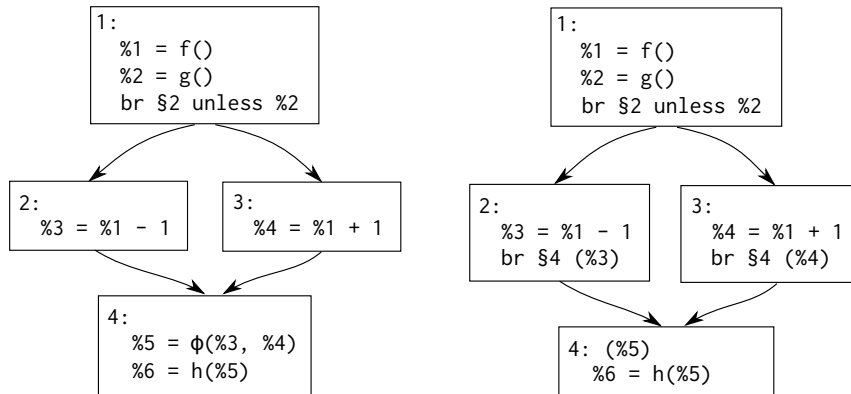 1:
%1 = f()
%2 = g()
br §2 unless %2
2:
%3 = %1 - 1
3:
%4 = %1 + 1
4:
%5 = ϕ(%3, %4)
%6 = h(%5)
1:
%1 = f()
%2 = g()
br §2 unless %2
2:
%3 = %1 - 1
br §4 (%3)
3:
%4 = %1 + 1
br §4 (%4)
4: (%5)
%6 = h(%5)